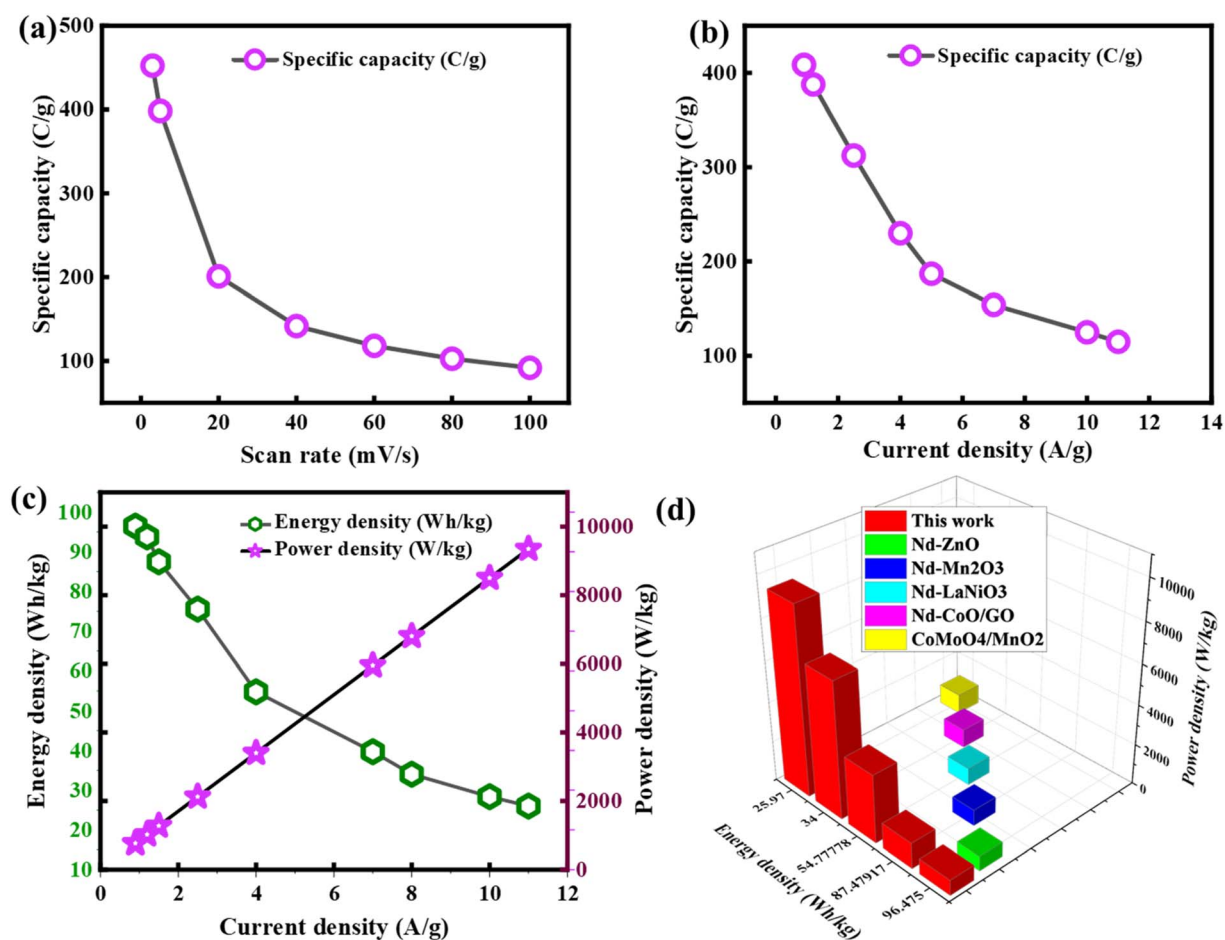 (a)
500
400
300
200
100
Specific capacity (C/g)
Specific capacity (C/g)
0 20 40 60 80 100
Scan rate (mV/s)
(b)
400
300
200
100
Specific capacity (C/g)
Specific capacity (C/g)
0 2 4 6 8 10 12 14
Current density (A/g)
(c)
100
90
80
70
60
50
40
30
20
10
Energy density (Wh/kg)
Energy density (Wh/kg)
Power density (W/kg)
10000
8000
6000
4000
2000
0
Power density (W/kg)
0 2 4 6 8 10 12
Current density (A/g)
(d)
This work
Nd-ZnO
Nd-Mn2O3
Nd-LaNiO3
Nd-CoO/GO
CoMoO4/MnO2
10000
8000
6000
4000
2000
0
Power density (W/kg)
25.97
34
54.77778
87.47917
96.475
Energy density (Wh/kg)